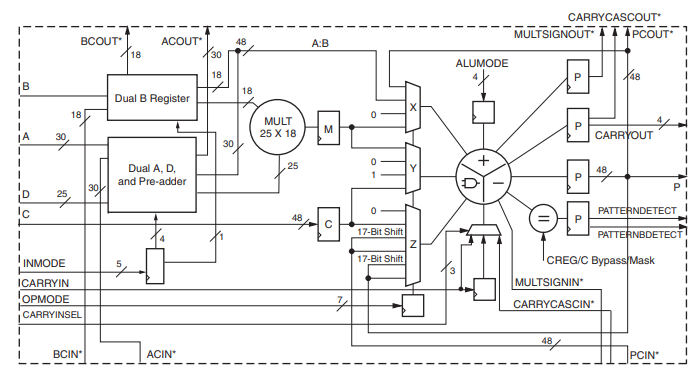 CARRYCASCOUT*
MULTSIGNOUT* PCOUT*
BCOUT* ACOUT*
18 30 48 A:B
48
ALUMODE
4
B
18
18
Dual B Register
18
MULT
25 X 18
M
X
0
P
P
4
CARRYOUT
A
30
30
Dual A, D,
and Pre-adder
25
0
1
Y
+
−
P
48
P
D
25
30
C
48
C
0
17-Bit Shift
17-Bit Shift
Z
=
P
PATTERNDETECT
PATTERNBDETECT
CREG/C Bypass/Mask
4
1
INMODE
5
3
CARRYIN
OPMODE
7
CARRYINSEL
MULTSIGNIN*
CARRYCASCIN*
48
BCIN* ACIN* PCIN*